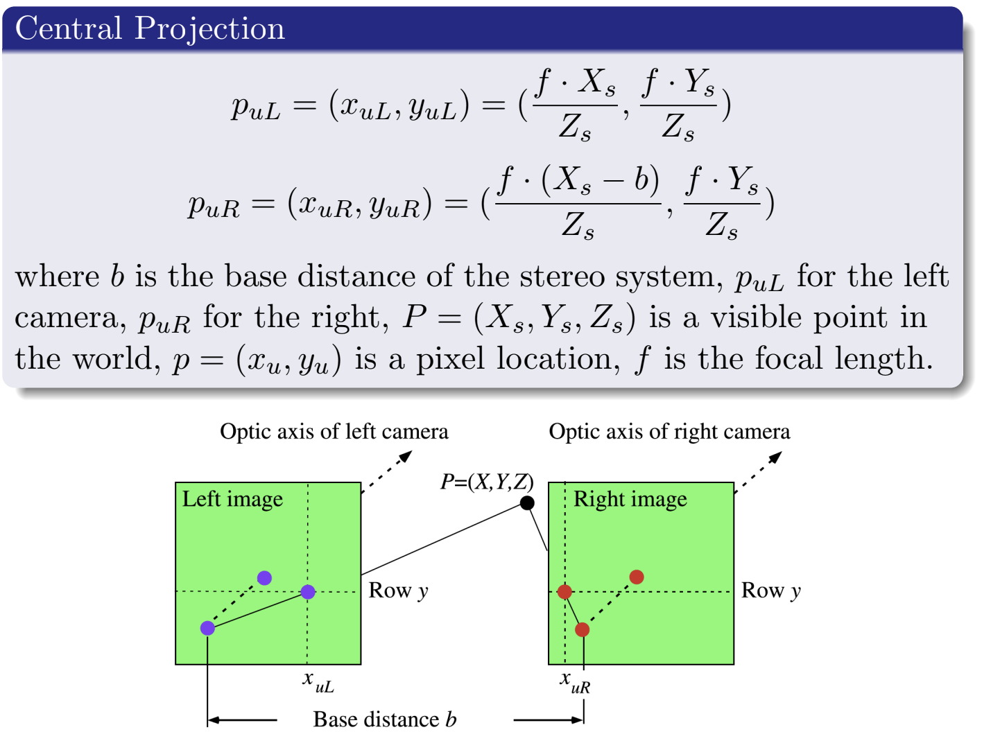 Central Projection
p_{uL} = (x_{uL}, y_{uL}) = (\frac{f · X_s}{Z_s}, \frac{f · Y_s}{Z_s})
p_{uR} = (x_{uR}, y_{uR}) = (\frac{f · (X_s − b)}{Z_s}, \frac{f · Y_s}{Z_s})
where b is the base distance of the stereo system, p_{uL} for the left
camera, p_{uR} for the right, P = (X_s, Y_s, Z_s) is a visible point in
the world, p = (x_u, y_u) is a pixel location, f is the focal length.
Optic axis of left camera
Optic axis of right camera
P=(X,Y,Z)
Left image
Right image
Row y
Row y
x_{uL}
x_{uR}
Base distance b